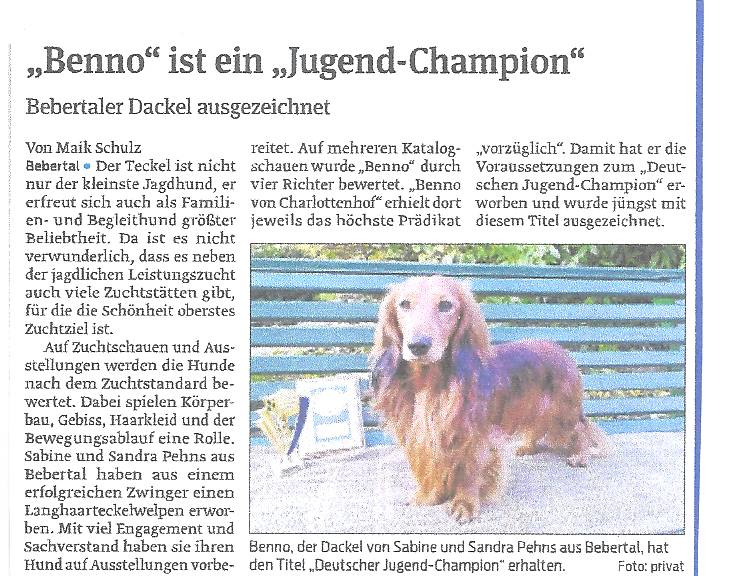 „Benno“ ist ein „Jugend-Champion“
Bebertaler Dackel ausgezeichnet
Von Maik Schulz
Bebertal • Der Teckel ist nicht
nur der kleinste Jagdhund, er
erfreut sich auch als Famili-
en- und Begleithund größter
Beliebtheit. Da ist es nicht
verwunderlich, dass es neben
der jagdlichen Leistungszucht
auch viele Zuchtstätten gibt,
für die die Schönheit oberstes
Zuchtziel ist.
Auf Zuchtschauen und Aus-
stellungen werden die Hunde
nach dem Zuchtstandard be-
wertet. Dabei spielen Körper-
bau, Gebiss, Haarkleid und der
Bewegungsablauf eine Rolle.
Sabine und Sandra Pehns aus
Bebertal haben aus einem
erfolgreichen Zwinger einen
Langhaarteckelwelpen erwor-
ben. Mit viel Engagement und
Sachverstand haben sie ihren
Hund auf Ausstellungen vorbe-
reitet. Auf mehreren Katalog-
schauen wurde „Benno“ durch
vier Richter bewertet. „Benno
von Charlottenhof“ erhielt dort
jeweils das höchste Prädikat
„vorzüglich“. Damit hat er die
Voraussetzungen zum „Deut-
schen Jugend-Champion“ er-
worben und wurde jüngst mit
diesem Titel ausgezeichnet.
Benno, der Dackel von Sabine und Sandra Pehns aus Bebertal, hat
den Titel „Deutscher Jugend-Champion“ erhalten.
Foto: privat